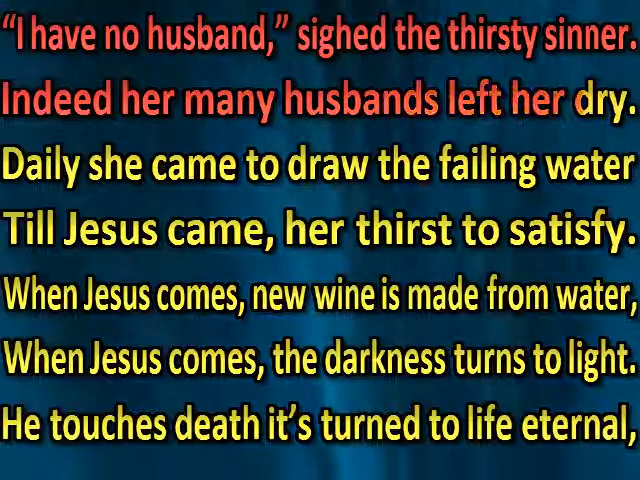 “I have no husband,” sighed the thirsty sinner.
Indeed her many husbands left her dry.
Daily she came to draw the failing water
Till Jesus came, her thirst to satisfy.
When Jesus comes, new wine is made from water,
When Jesus comes, the darkness turns to light.
He touches death it’s turned to life eternal,